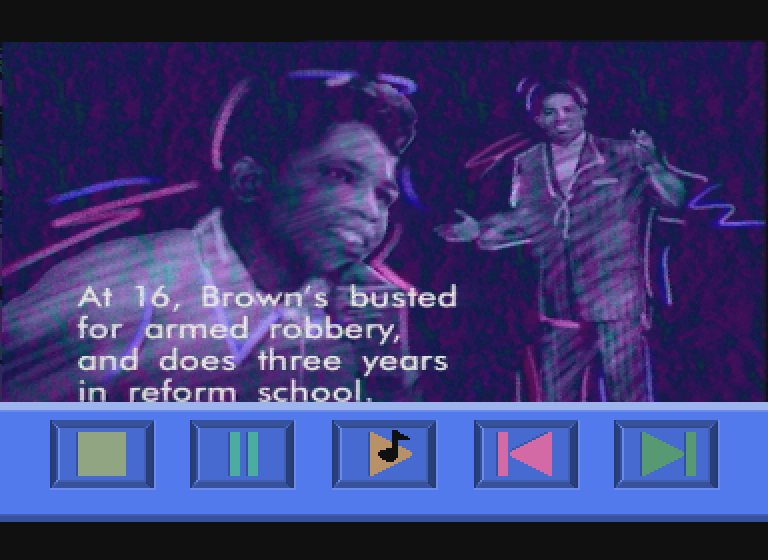 At 16, Brown's busted
for armed robbery,
and does three years
in reform school.